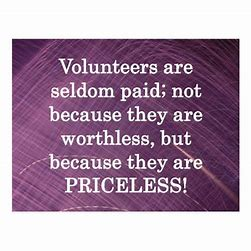 Volunteers are
seldom paid; not
because they are
worthless, but
because they are
PRICELESS!